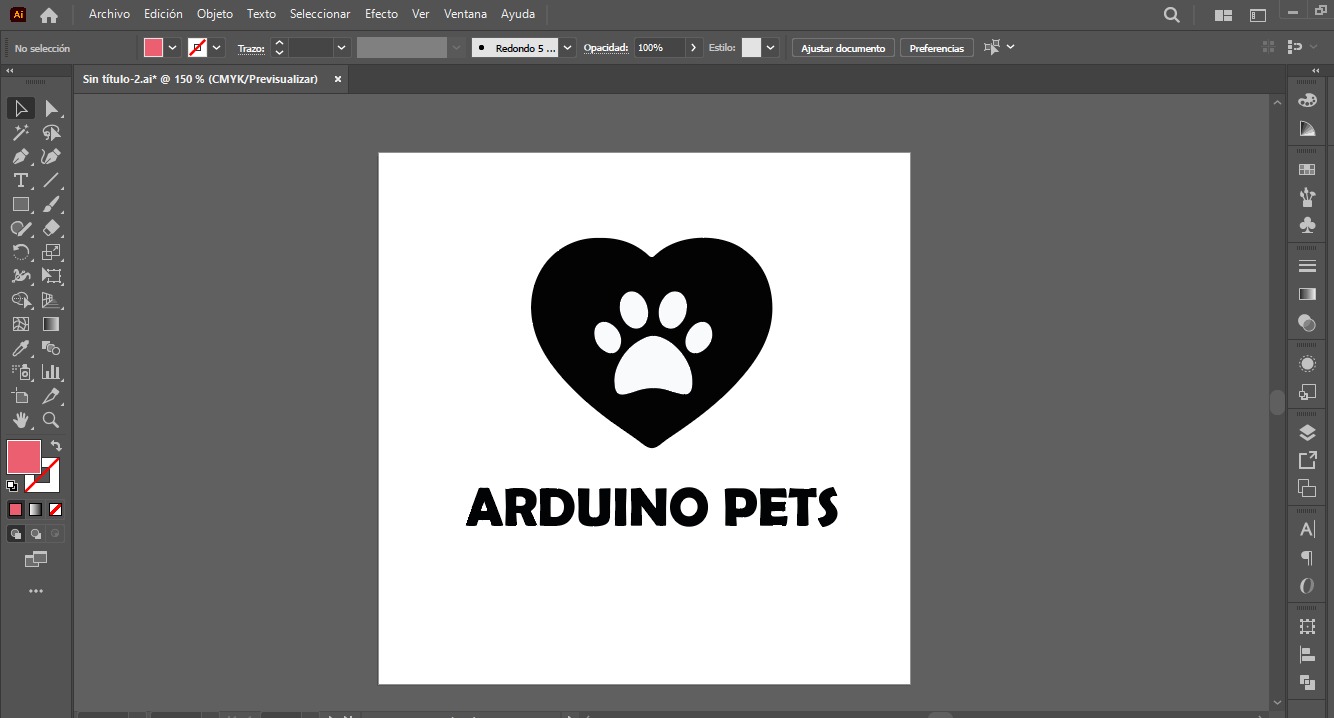 Ai Archivo Edición Objeto Texto Seleccionar Efecto Ver Ventana Ayuda
No selección Trazo: Redondo 5 ... Opacidad: 100% Estilo: Ajustar documento Preferencias
Sin título-2.ai* @ 150 % (CMYK/Previsualizar) ×
ARDUINO PETS